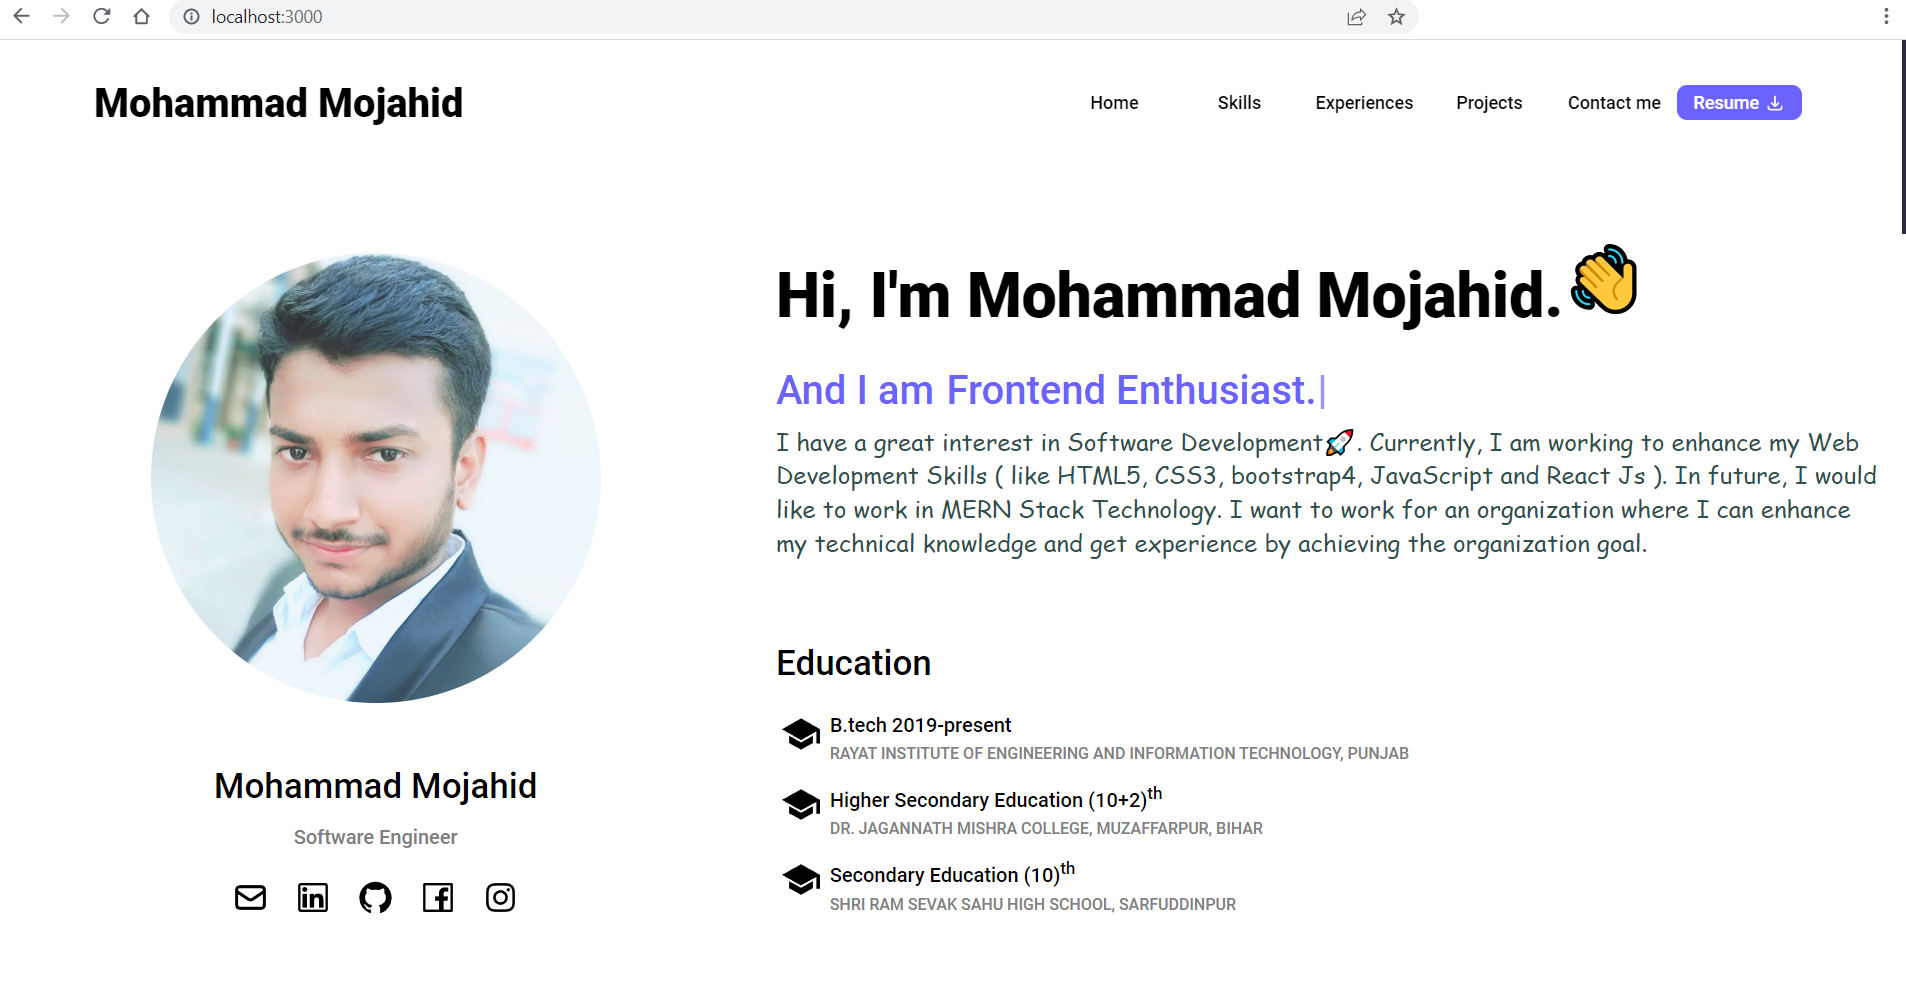 localhost:3000
Mohammad Mojahid
Home Skills Experiences Projects Contact me Resume
Hi, I'm Mohammad Mojahid.👋
And I am Frontend Enthusiast.|
I have a great interest in Software Development🚀. Currently, I am working to enhance my Web
Development Skills ( like HTML5, CSS3, bootstrap4, JavaScript and React Js ). In future, I would
like to work in MERN Stack Technology. I want to work for an organization where I can enhance
my technical knowledge and get experience by achieving the organization goal.
Education
B.tech 2019-present
RAYAT INSTITUTE OF ENGINEERING AND INFORMATION TECHNOLOGY, PUNJAB
Higher Secondary Education (10+2)th
DR. JAGANNATH MISHRA COLLEGE, MUZAFFARPUR, BIHAR
Secondary Education (10)th
SHRI RAM SEVAK SAHU HIGH SCHOOL, SARFUDDINPUR
Mohammad Mojahid
Software Engineer